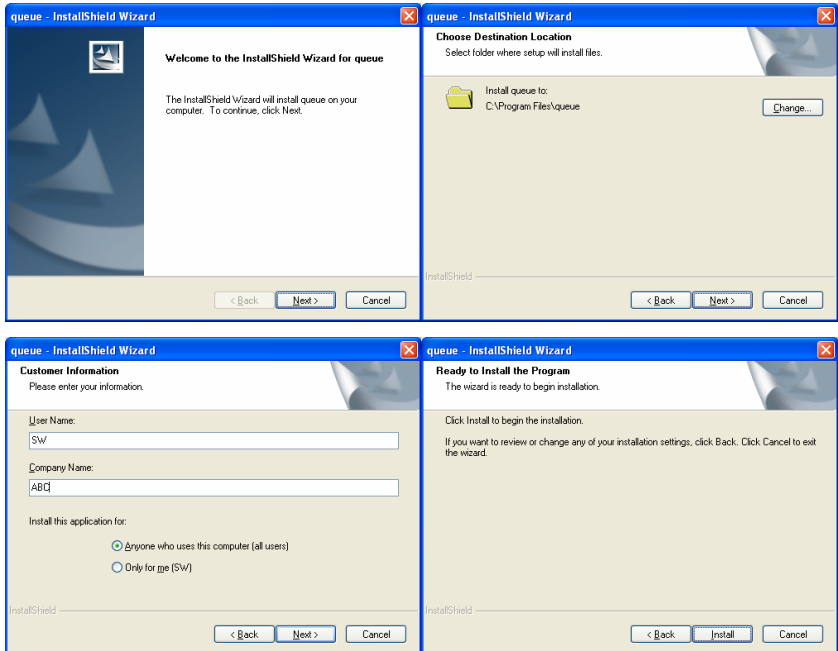 queue - InstallShield Wizard
Welcome to the InstallShield Wizard for queue
The InstallShield Wizard will install queue on your
computer. To continue, click Next.
< Back
Next >
Cancel
queue - InstallShield Wizard
Choose Destination Location
Select folder where setup will install files.
Install queue to:
C:\Program Files\queue
Change...
InstallShield
< Back
Next >
Cancel
queue - InstallShield Wizard
Customer Information
Please enter your information.
User Name:
SW
Company Name:
ABC
Install this application for:
Anyone who uses this computer (all users)
Only for me (SW)
InstallShield
< Back
Next >
Cancel
queue - InstallShield Wizard
Ready to Install the Program
The wizard is ready to begin installation.
Click Install to begin the installation.
If you want to review or change any of your installation settings, click Back. Click Cancel to exit
the wizard.
InstallShield
< Back
Install
Cancel